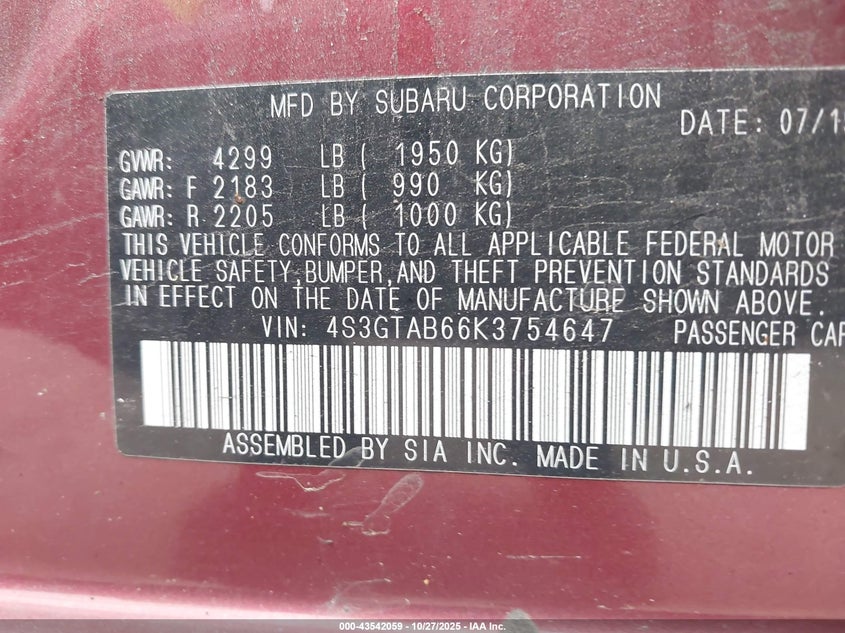 MFD BY SUBARU CORPORATION
DATE: 07/1
GVWR: 4299 LB ( 1950 KG)
GAWR: F 2183 LB ( 990 KG)
GAWR: R 2205 LB ( 1000 KG)
THIS VEHICLE CONFORMS TO ALL APPLICABLE FEDERAL MOTOR
VEHICLE SAFETY,BUMPER,AND THEFT PREVENTION STANDARDS
IN EFFECT ON THE DATE OF MANUFACTURE SHOWN ABOVE.
VIN: 4S3GTAB66K3754647 PASSENGER CAR
ASSEMBLED BY SIA INC. MADE IN U.S.A.
000-43542059 - 10/27/2025 - IAA Inc.